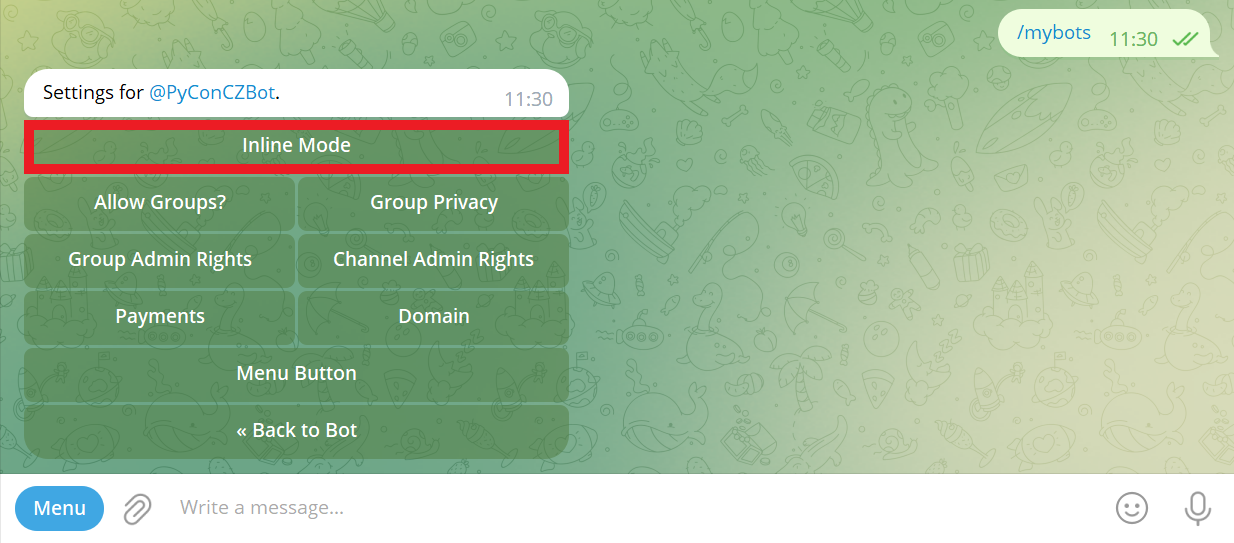 /mybots 11:30
Settings for @PyConCZBot.
11:30
Inline Mode
Allow Groups? Group Privacy
Group Admin Rights Channel Admin Rights
Payments Domain
Menu Button
« Back to Bot
Menu Write a message...